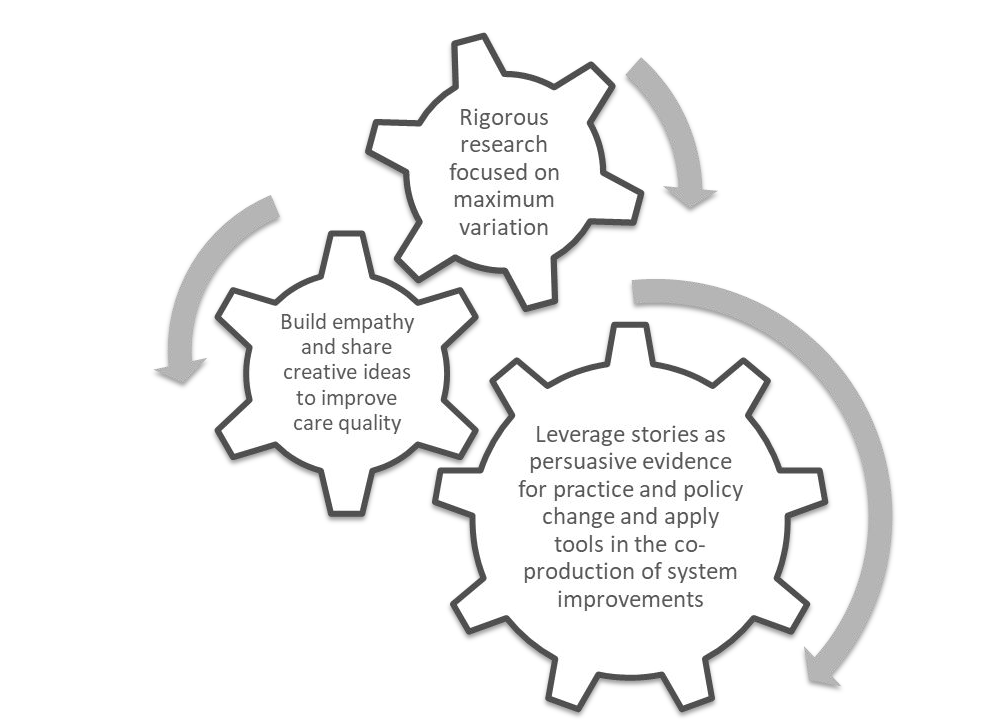 Rigorous
research
focused on
maximum
variation
Build empathy
and share
creative ideas
to improve
care quality
Leverage stories as
persuasive evidence
for practice and policy
change and apply
tools in the co-
production of system
improvements